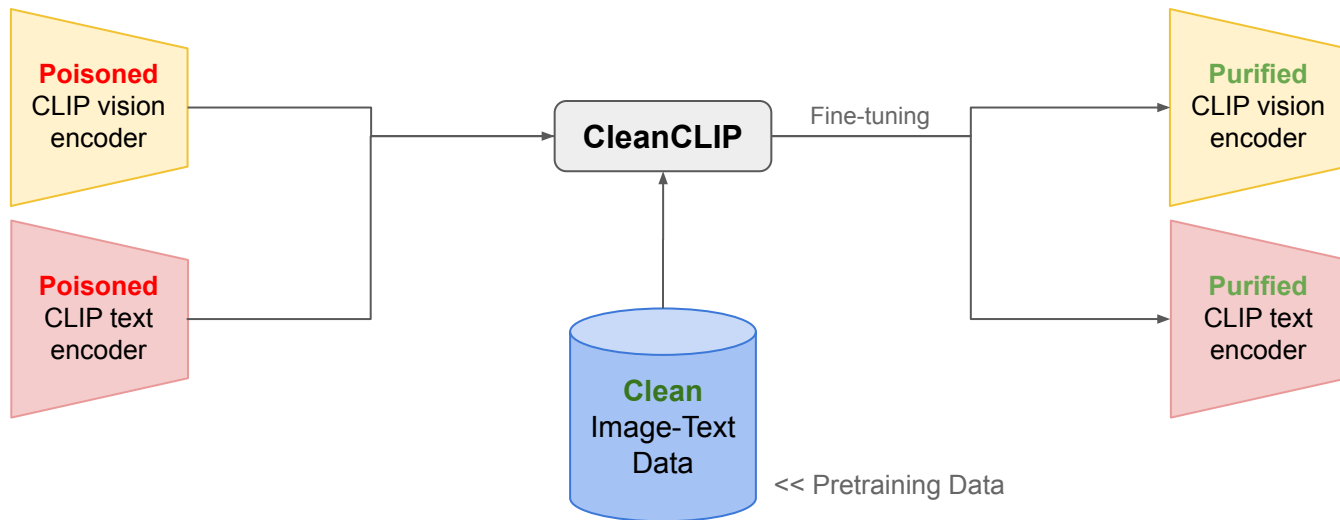 Poisoned
CLIP vision
encoder
Poisoned
CLIP text
encoder
CleanCLIP
Fine-tuning
Clean
Image-Text
Data
<< Pretraining Data
Purified
CLIP vision
encoder
Purified
CLIP text
encoder